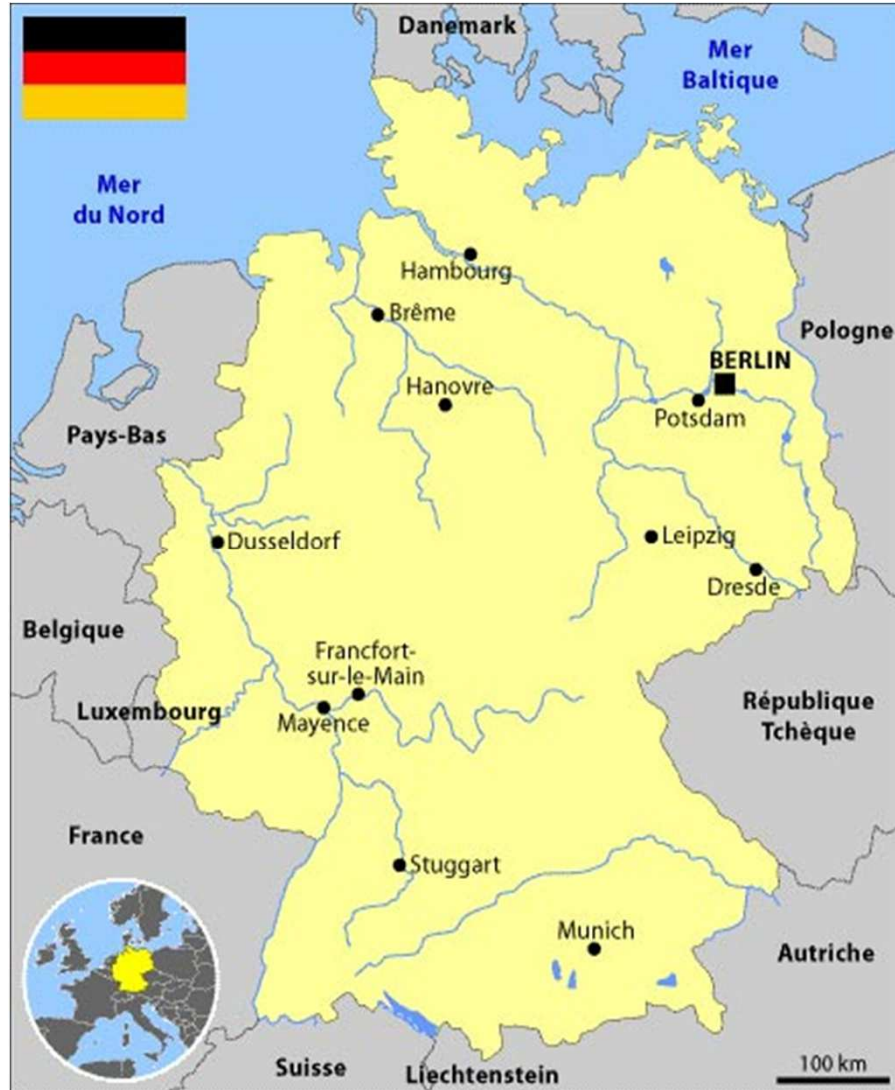 Danemark
Mer
Baltique
Mer
du Nord
Hambourg
Brême
Pologne
BERLIN
Hanovre
Potsdam
Pays-Bas
Dusseldorf
Leipzig
Dresde
Belgique
Francfort-
sur-le-Main
Luxembourg
Mayence
République
Tchèque
France
Stuggart
Munich
Autriche
Suisse
Liechtenstein
100 km